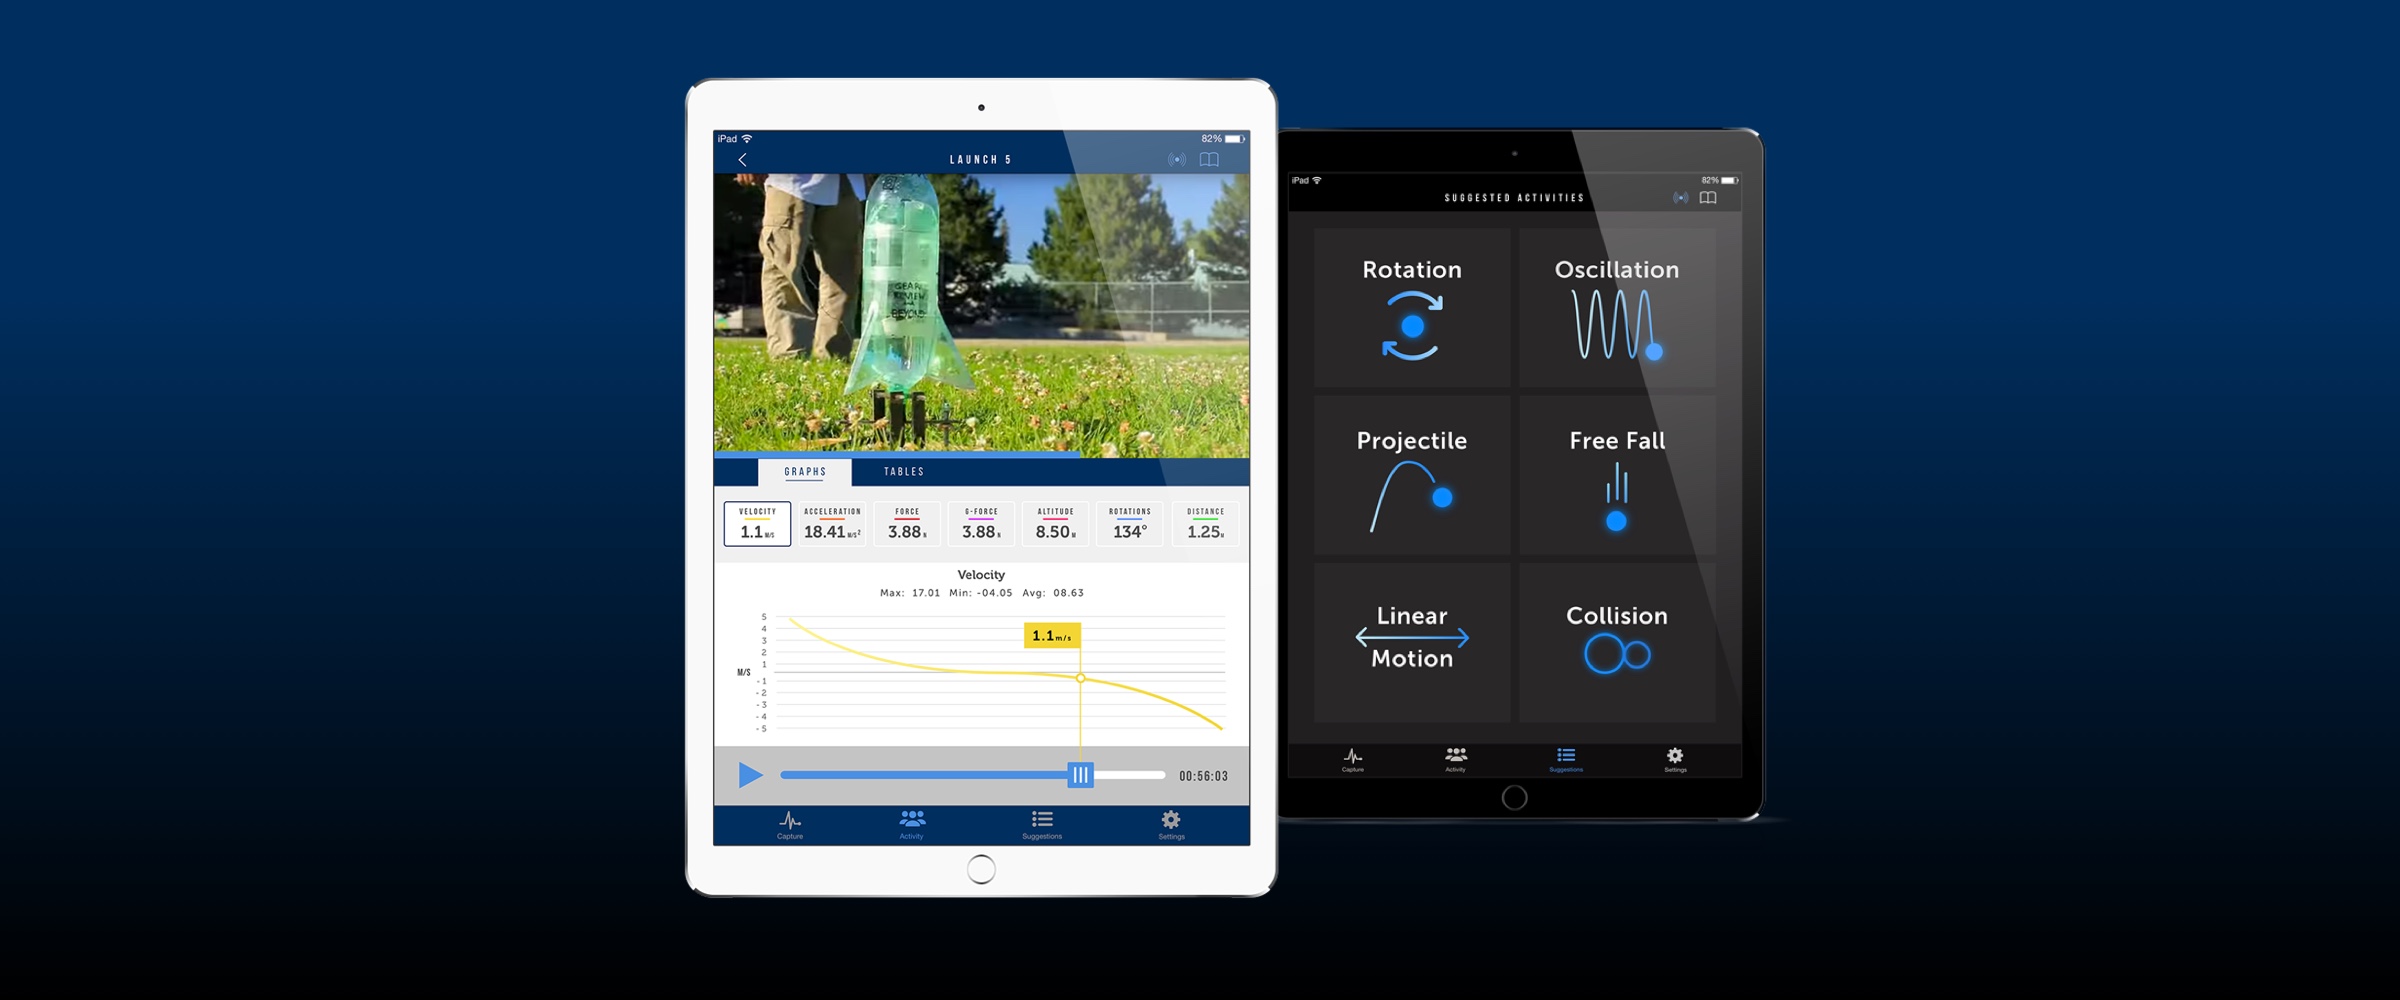 iPad 82%
LAUNCH 5
GEAR
REVIEW
AND
BEYOND
GRAPHS TABLES
VELOCITY ACCELERATION FORCE G-FORCE ALTITUDE ROTATIONS DISTANCE
1.1 M/S 18.41 M/S² 3.88 N 3.88 N 8.50 M 134° 1.25 M
Velocity
Max: 17.01 Min: -04.05 Avg: 08.63
5
4
3
2
1
M/S
- 1
- 2
- 3
- 4
- 5
1.1 m/s
00:56:03
Capture Activity Suggestions Settings
iPad 82%
SUGGESTED ACTIVITIES
Rotation Oscillation
Projectile Free Fall
Linear
Motion
Collision
Capture Activity Suggestions Settings